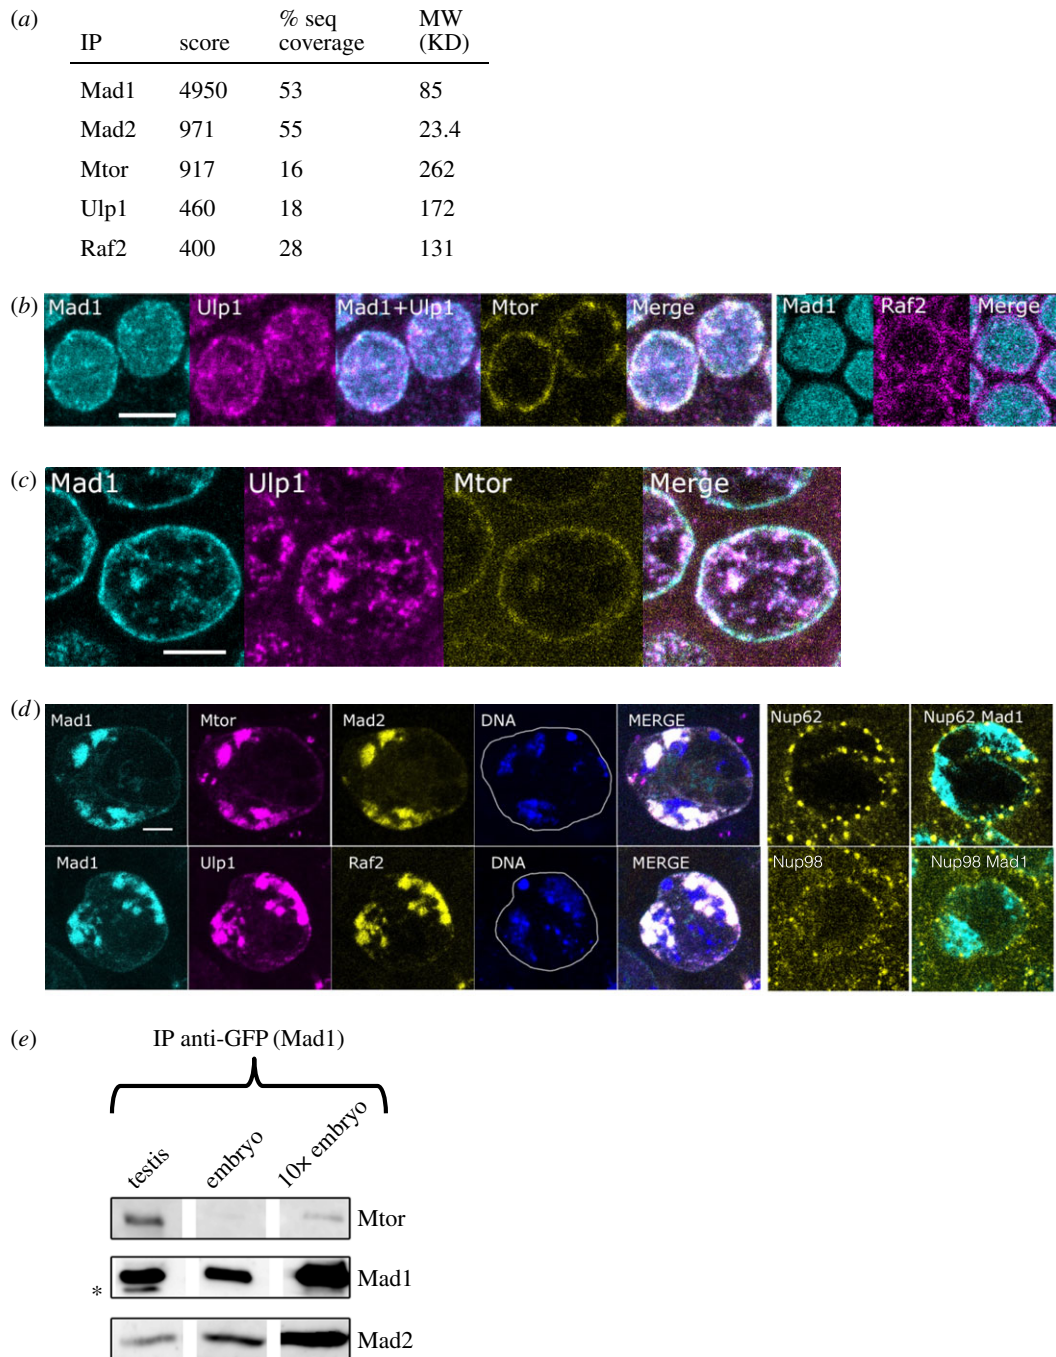 (a)
IP score % seq coverage MW (KD)
Mad1 4950 53 85
Mad2 971 55 23.4
Mtor 917 16 262
Ulp1 460 18 172
Raf2 400 28 131
(b)
Mad1 Ulp1 Mad1+Ulp1 Mtor Merge Mad1 Raf2 Merge
(c)
Mad1 Ulp1 Mtor Merge
(d)
Mad1 Mtor Mad2 DNA MERGE Nup62 Nup62 Mad1
Mad1 Ulp1 Raf2 DNA MERGE Nup98 Nup98 Mad1
(e)
IP anti-GFP (Mad1)
testis embryo 10× embryo
Mtor
Mad1
*
Mad2